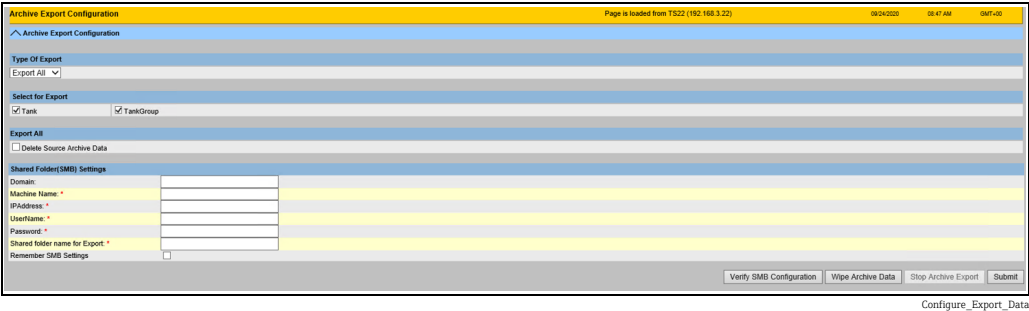 Archive Export Configuration Page is loaded from TS22 (192.168.3.22) 09/24/2020 08:47 AM GMT+00
Archive Export Configuration
Type Of Export
Export All
Select for Export
Tank TankGroup
Export All
Delete Source Archive Data
Shared Folder(SMB) Settings
Domain:
Machine Name: *
IPAddress: *
UserName: *
Password: *
Shared folder name for Export: *
Remember SMB Settings
Verify SMB Configuration Wipe Archive Data Stop Archive Export Submit
Configure_Export_Data